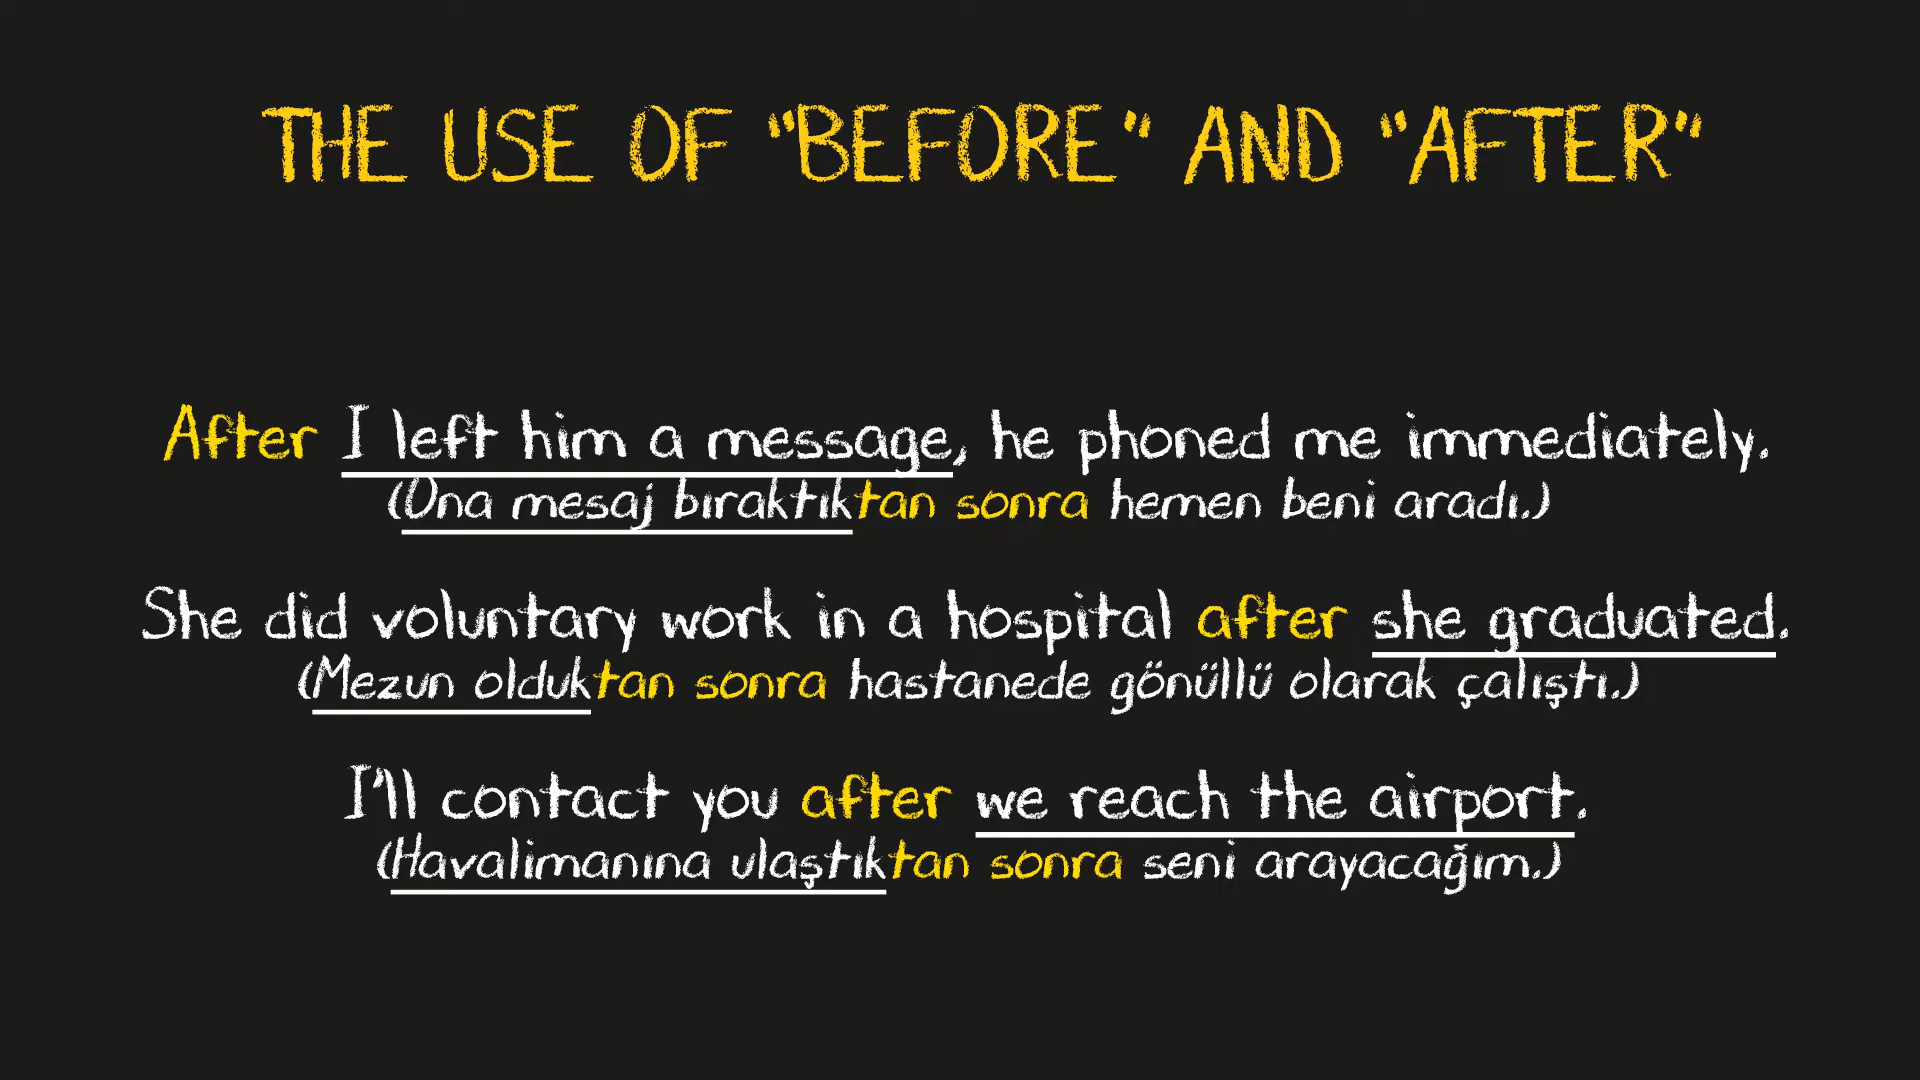 THE USE OF "BEFORE" AND "AFTER"
After I left him a message, he phoned me immediately.
(Ona mesaj bıraktıktan sonra hemen beni aradı.)
She did voluntary work in a hospital after she graduated.
(Mezun olduktan sonra hastanede gönüllü olarak çalıştı.)
I'll contact you after we reach the airport.
(Havalimanına ulaştıktan sonra seni arayacağım.)